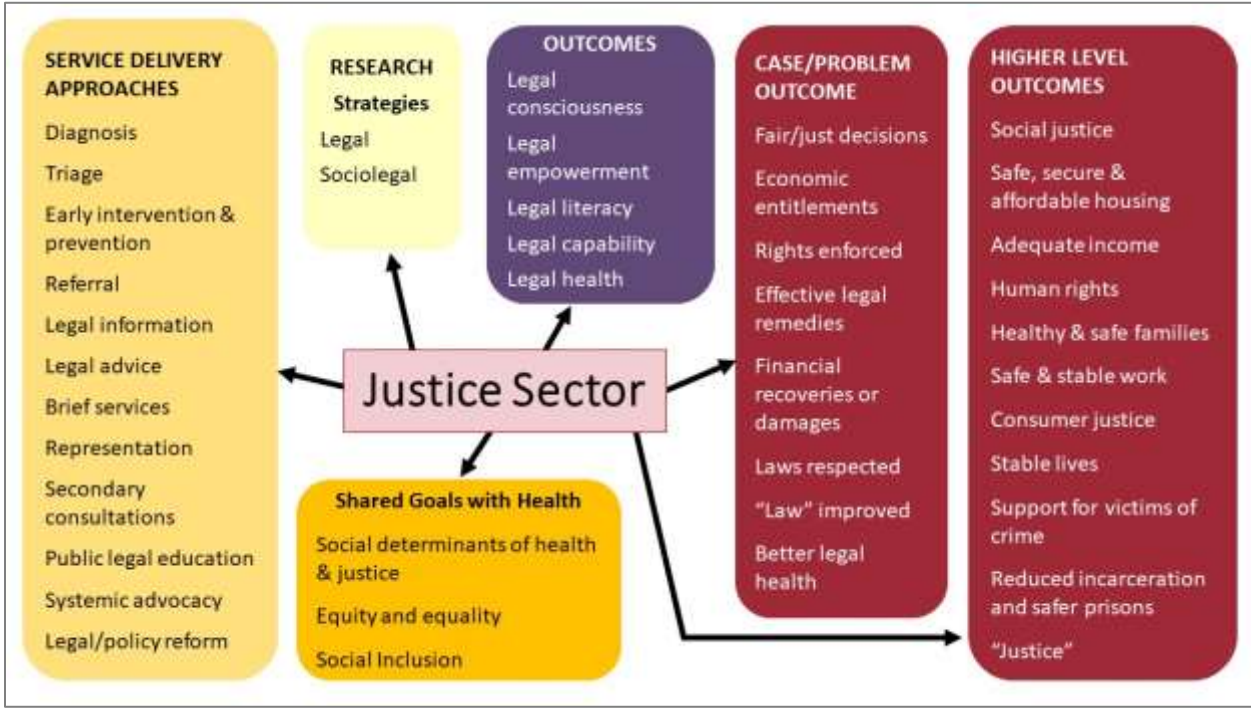 SERVICE DELIVERY
APPROACHES
Diagnosis
Triage
Early intervention &
prevention
Referral
Legal information
Legal advice
Brief services
Representation
Secondary
consultations
Public legal education
Systemic advocacy
Legal/policy reform
RESEARCH
Strategies
Legal
Sociolegal
OUTCOMES
Legal
consciousness
Legal
empowerment
Legal literacy
Legal capability
Legal health
Justice Sector
Shared Goals with Health
Social determinants of health
& justice
Equity and equality
Social Inclusion
CASE/PROBLEM
OUTCOME
Fair/just decisions
Economic
entitlements
Rights enforced
Effective legal
remedies
Financial
recoveries or
damages
Laws respected
“Law” improved
Better legal
health
HIGHER LEVEL
OUTCOMES
Social justice
Safe, secure &
affordable housing
Adequate income
Human rights
Healthy & safe families
Safe & stable work
Consumer justice
Stable lives
Support for victims of
crime
Reduced incarceration
and safer prisons
“Justice”